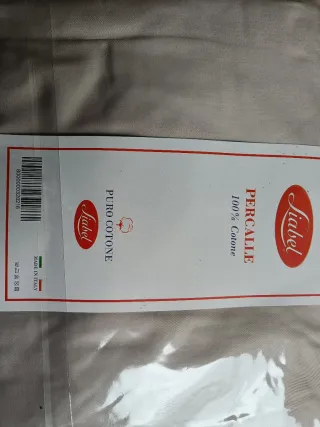 Liabel
PERCALLE
100% Cotone
PURO COTONE
Liabel
MADE IN ITALY